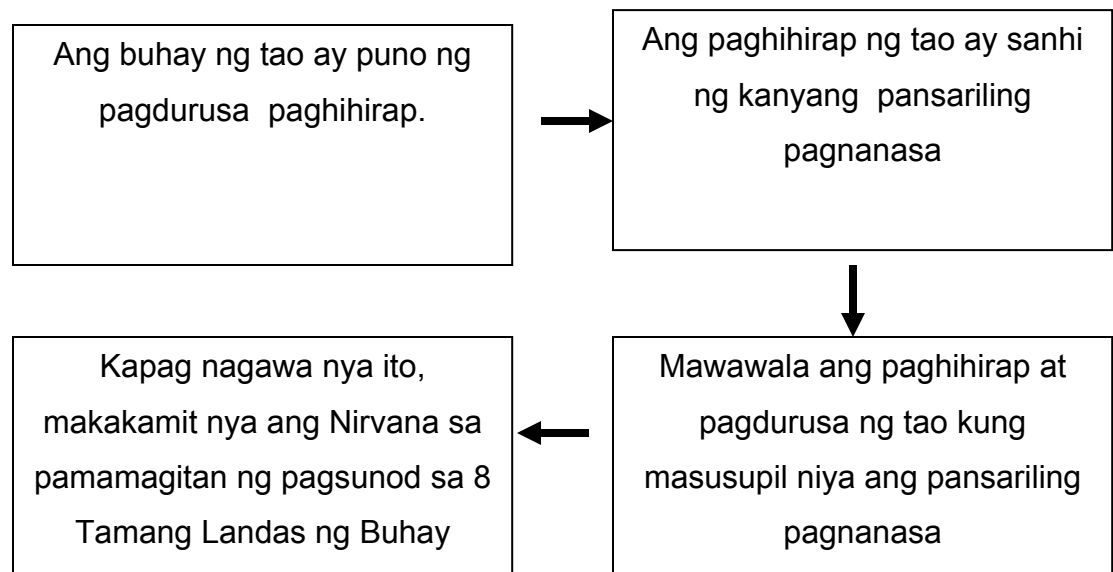 Ang buhay ng tao ay puno ng
pagdurusa  paghihirap.
Ang paghihirap ng tao ay sanhi
ng kanyang  pansariling
pagnanasa
Mawawala ang paghihirap at
pagdurusa ng tao kung
masusupil niya ang pansariling
pagnanasa
Kapag nagawa nya ito,
makakamit nya ang Nirvana sa
pamamagitan ng pagsunod sa 8
Tamang Landas ng Buhay